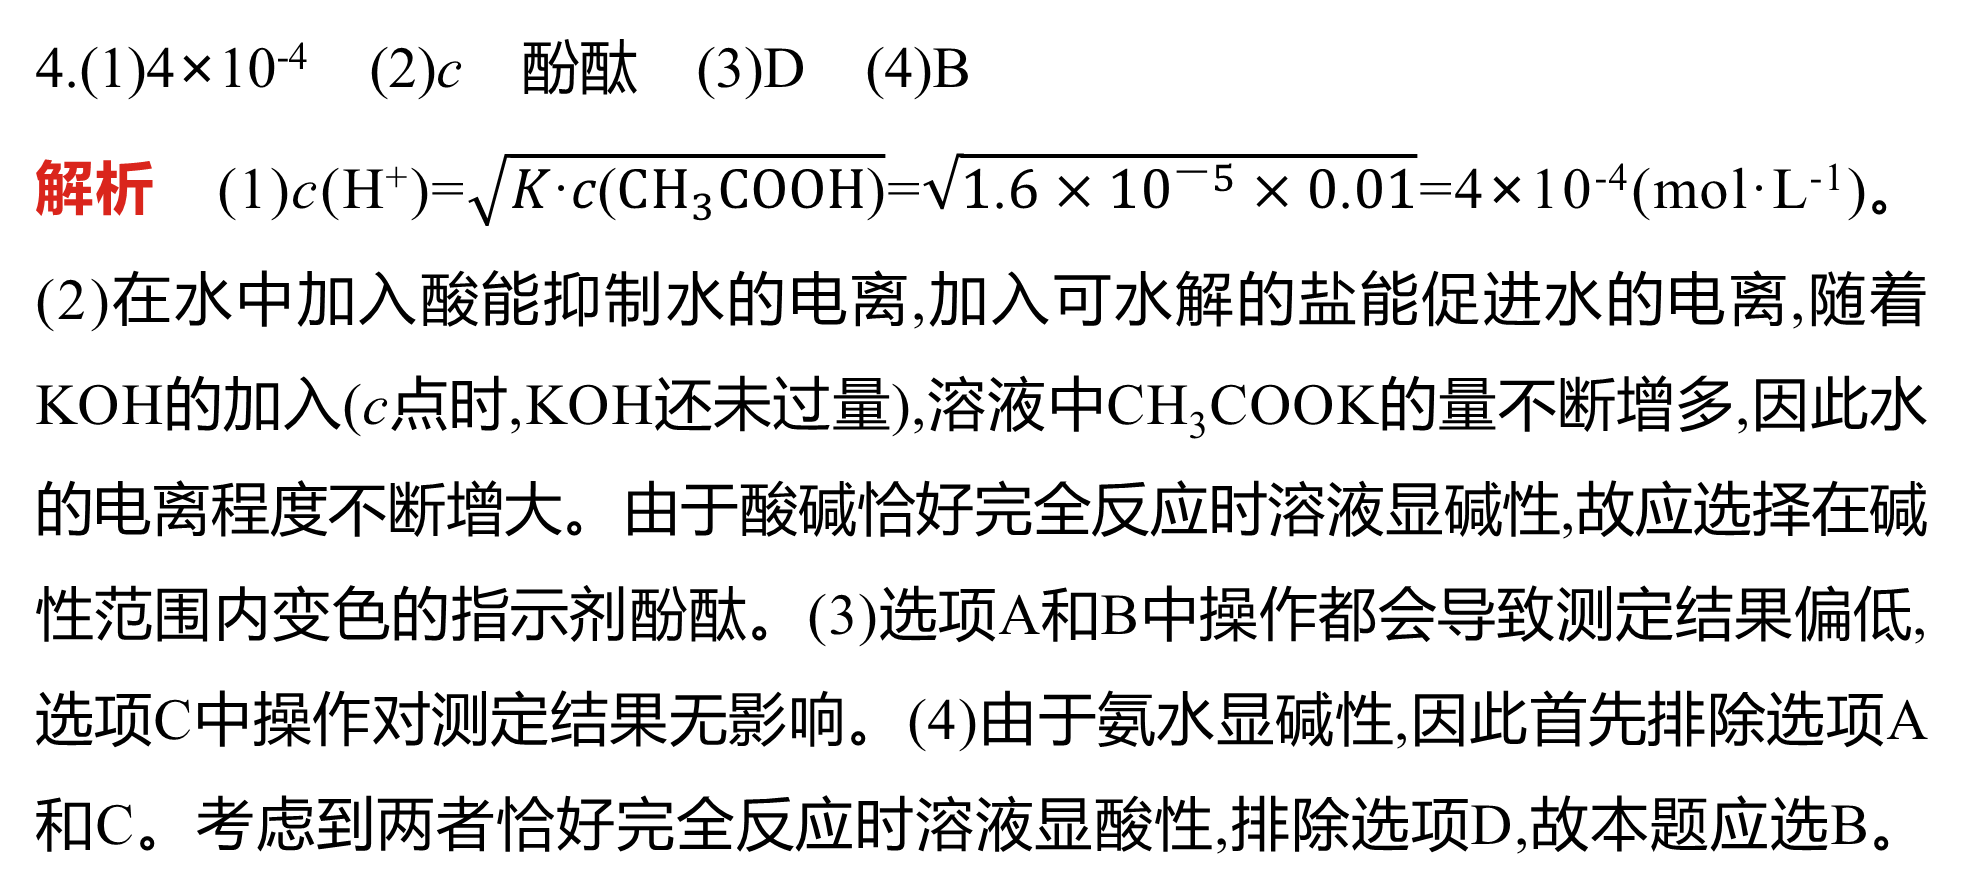 4.(1)4×10⁻⁴　(2)c　酚酞　(3)D　(4)B
解析　(1)c(H⁺)=√(K·c(CH₃COOH))=√(1.6 × 10⁻⁵ × 0.01)=4×10⁻⁴(mol·L⁻¹)。
(2)在水中加入酸能抑制水的电离,加入可水解的盐能促进水的电离,随着
KOH的加入(c点时,KOH还未过量),溶液中CH₃COOK的量不断增多,因此水
的电离程度不断增大。由于酸碱恰好完全反应时溶液显碱性,故应选择在碱
性范围内变色的指示剂酚酞。(3)选项A和B中操作都会导致测定结果偏低,
选项C中操作对测定结果无影响。(4)由于氨水显碱性,因此首先排除选项A
和C。考虑到两者恰好完全反应时溶液显酸性,排除选项D,故本题应选B。